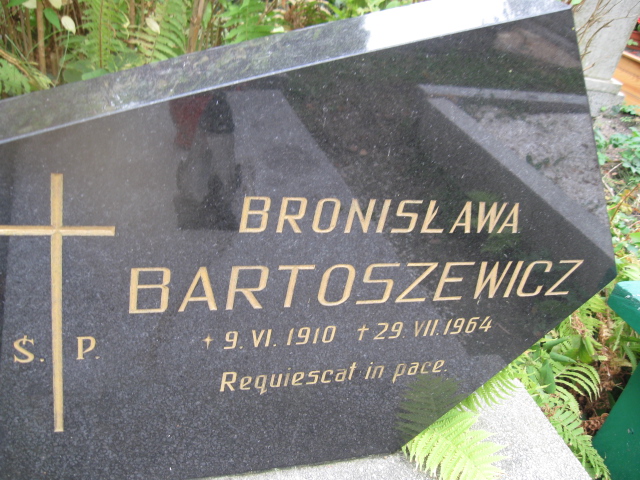 BRONISŁAWA
BARTOSZEWICZ
+ 9. VI. 1910 + 29. VII. 1964
Requiescat in pace.
Ś. P.